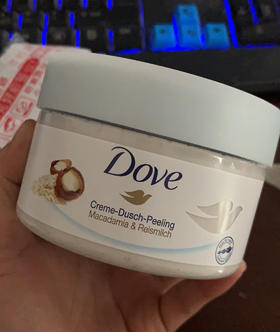 Dove
Creme-Dusch-Peeling
Macadamia & Reismilch